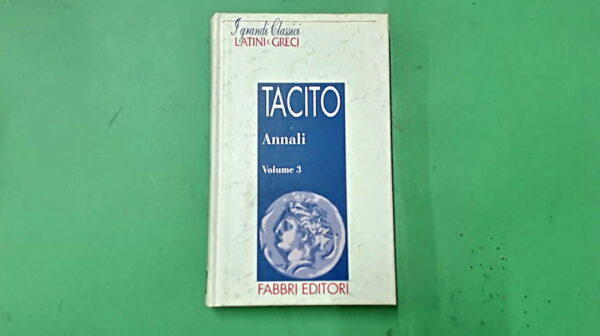 I grandi Classici
LATINI E GRECI
TACITO
Annali
Volume 3
FABBRI EDITORI